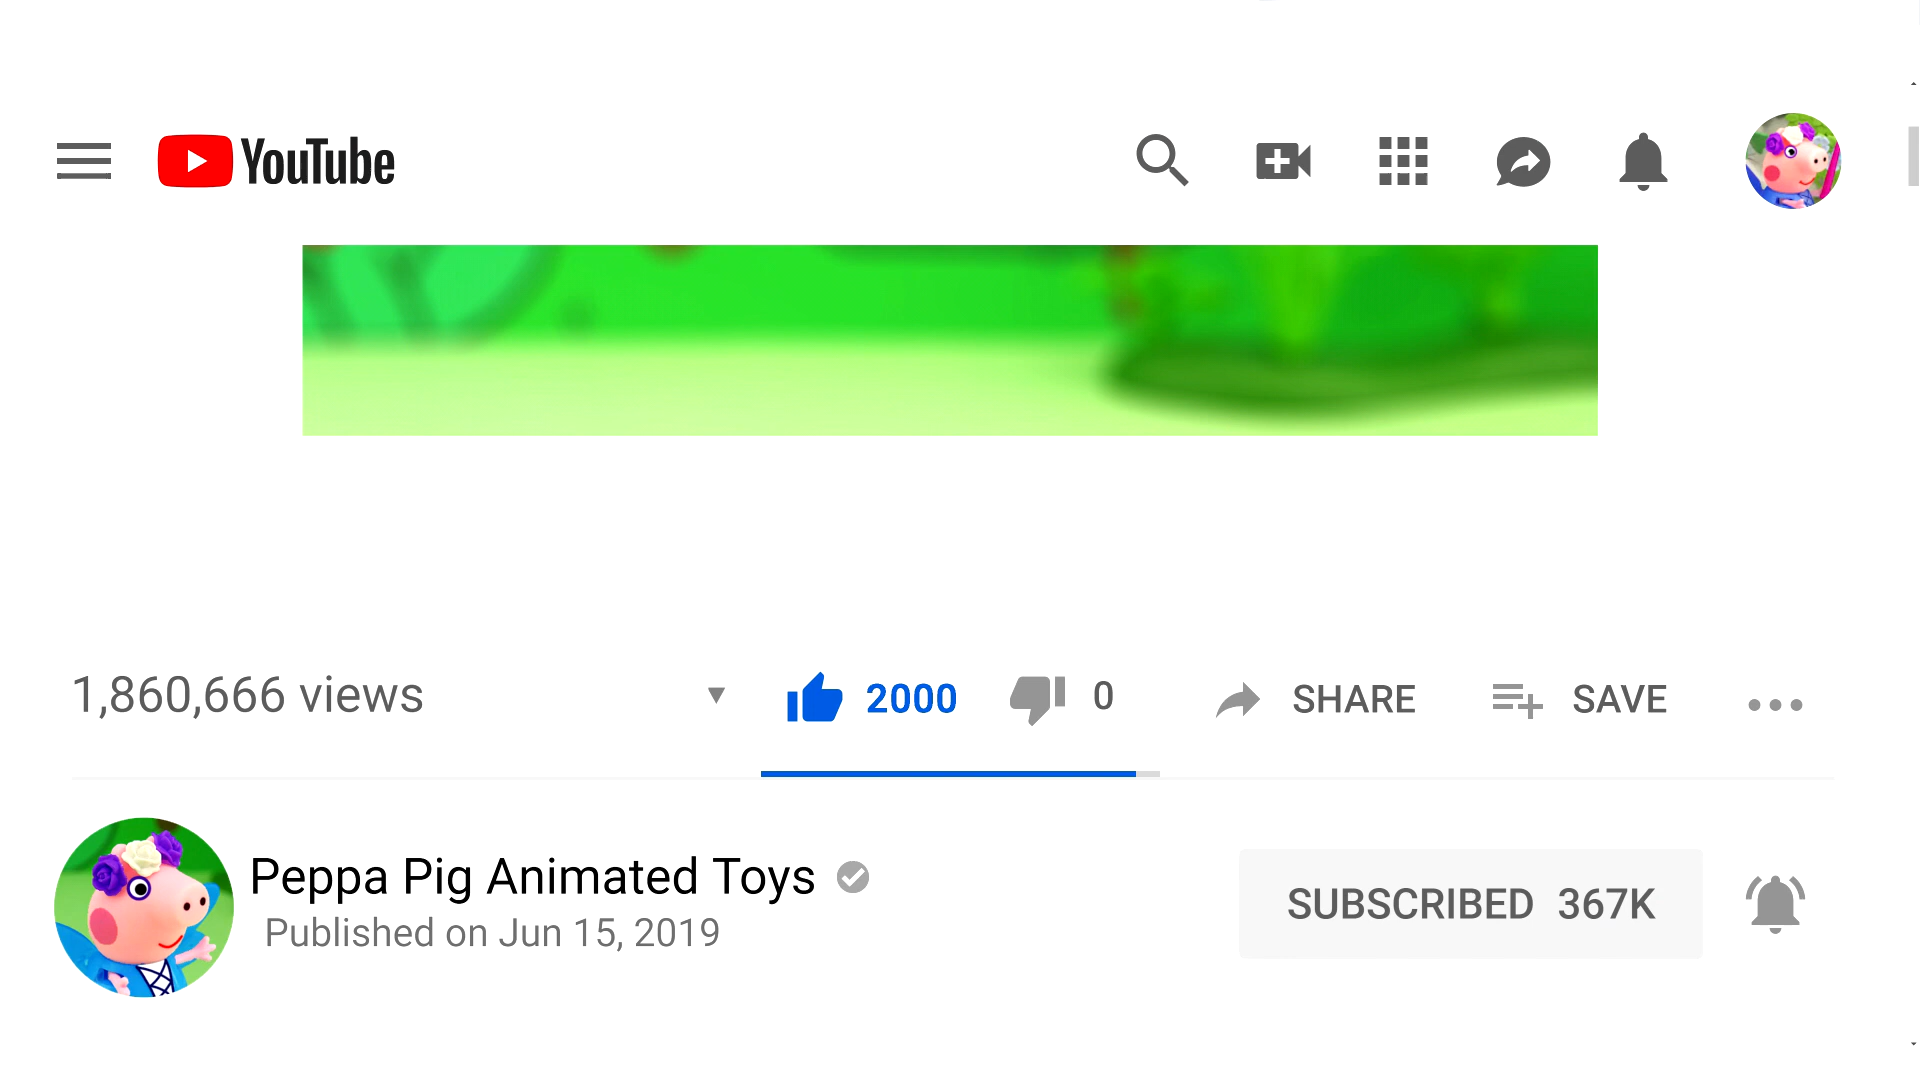 YouTube
1,860,666 views
2000
0
SHARE
SAVE
Peppa Pig Animated Toys
Published on Jun 15, 2019
SUBSCRIBED 367K